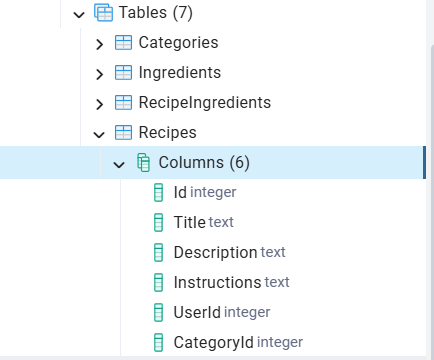 Tables (7)
Categories
Ingredients
RecipeIngredients
Recipes
Columns (6)
Id integer
Title text
Description text
Instructions text
UserId integer
CategoryId integer